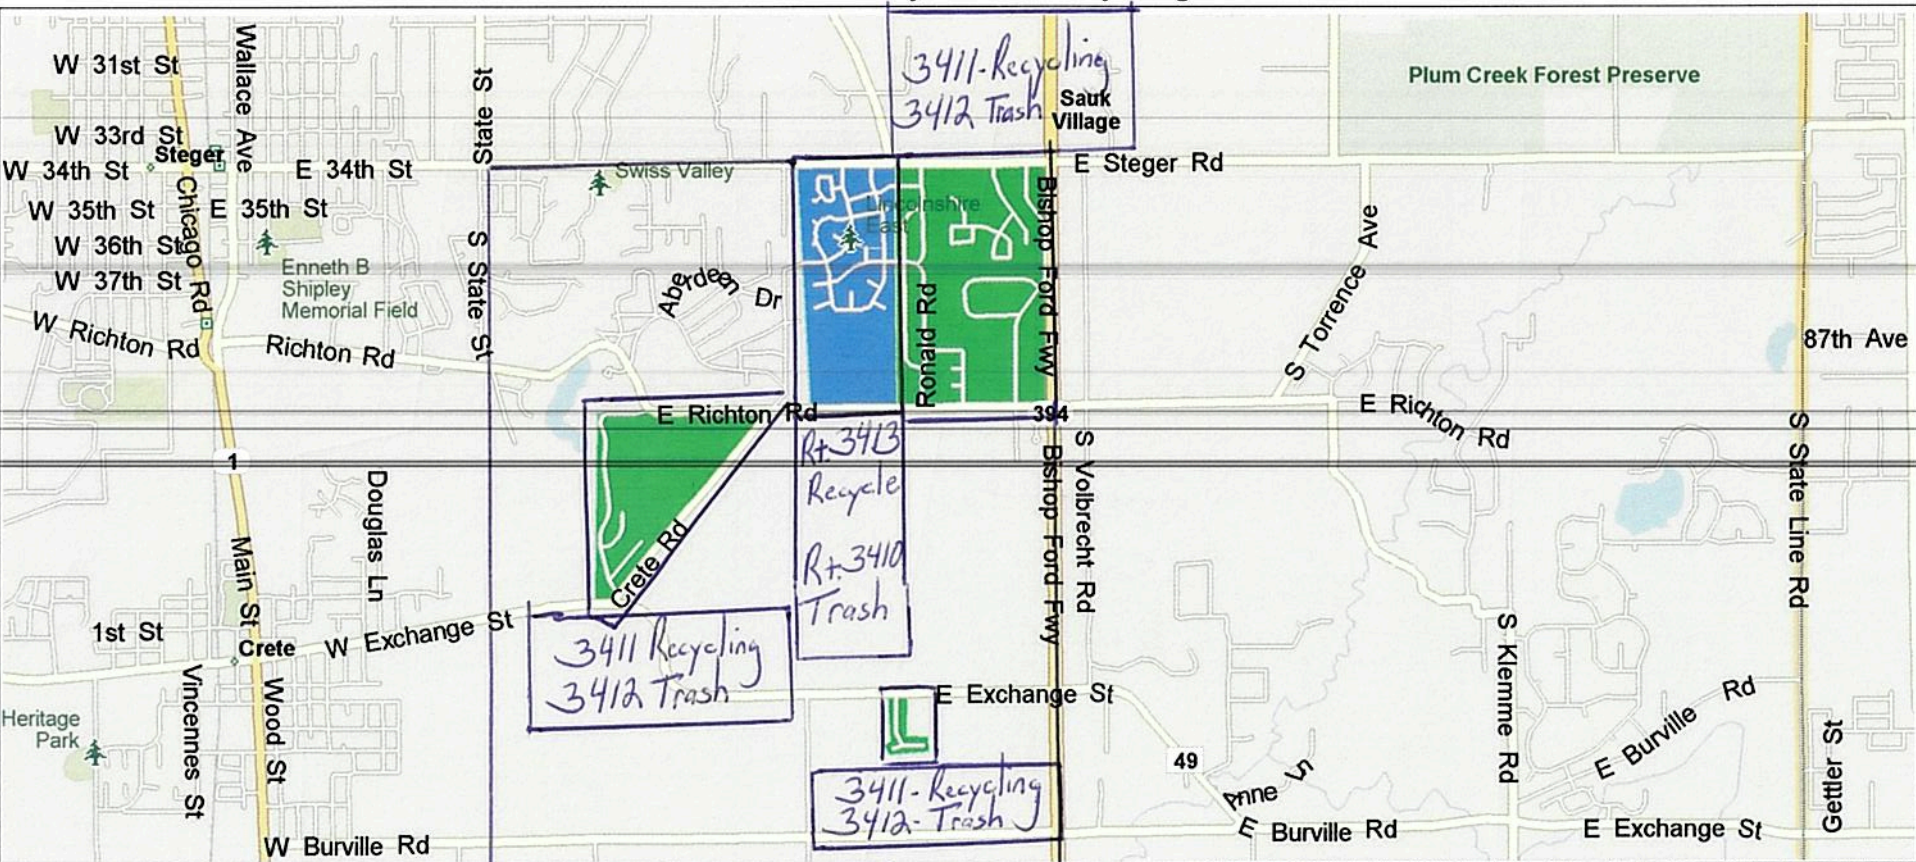 3411-Recycling
3412 Trash
Sauk
Village
Plum Creek Forest Preserve
W 31st St
Wallace Ave
State St
W 33rd St
Steger
W 34th St
E 34th St
Swiss Valley
E Steger Rd
W 35th St
E 35th St
Chicago Rd
Lincolnshire
East
W 36th St
W 37th St
Enneth B
Shipley
Memorial Field
S State St
Aberdeen Dr
Ronald Rd
Bishop Ford Fwy
S Torrence Ave
87th Ave
W Richton Rd
Richton Rd
E Richton Rd
394
E Richton Rd
Rt. 3413
Recycle
Rt. 3410
Trash
1
Douglas Ln
Crete Rd
Bishop Ford Fwy
S Volbrecht Rd
S State Line Rd
Main St
1st St
Crete
W Exchange St
3411 Recycling
3412 Trash
E Exchange St
S Klemme Rd
Heritage
Park
Vincennes St
Wood St
3411-Recycling
3412-Trash
49
E Burville Rd
Gettler St
W Burville Rd
E Burville Rd
E Exchange St